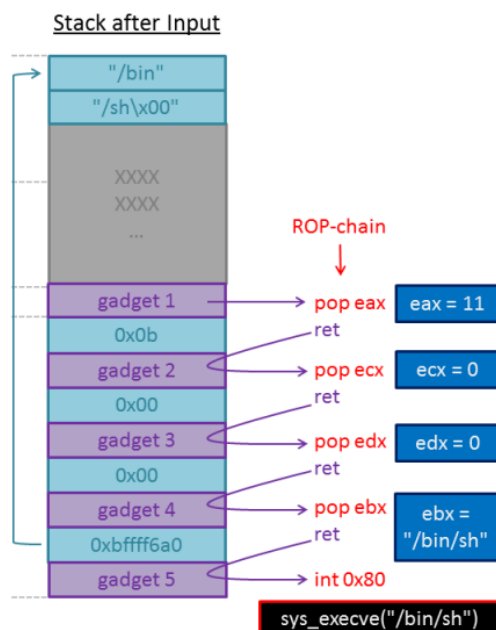 Stack after Input
"/bin"
"/sh\x00"
XXXX
XXXX
...
ROP-chain
gadget 1
pop eax
eax = 11
ret
0x0b
gadget 2
pop ecx
ecx = 0
ret
0x00
gadget 3
pop edx
edx = 0
ret
0x00
gadget 4
pop ebx
ebx =
"/bin/sh"
ret
0xbffff6a0
gadget 5
int 0x80
sys_execve("/bin/sh")